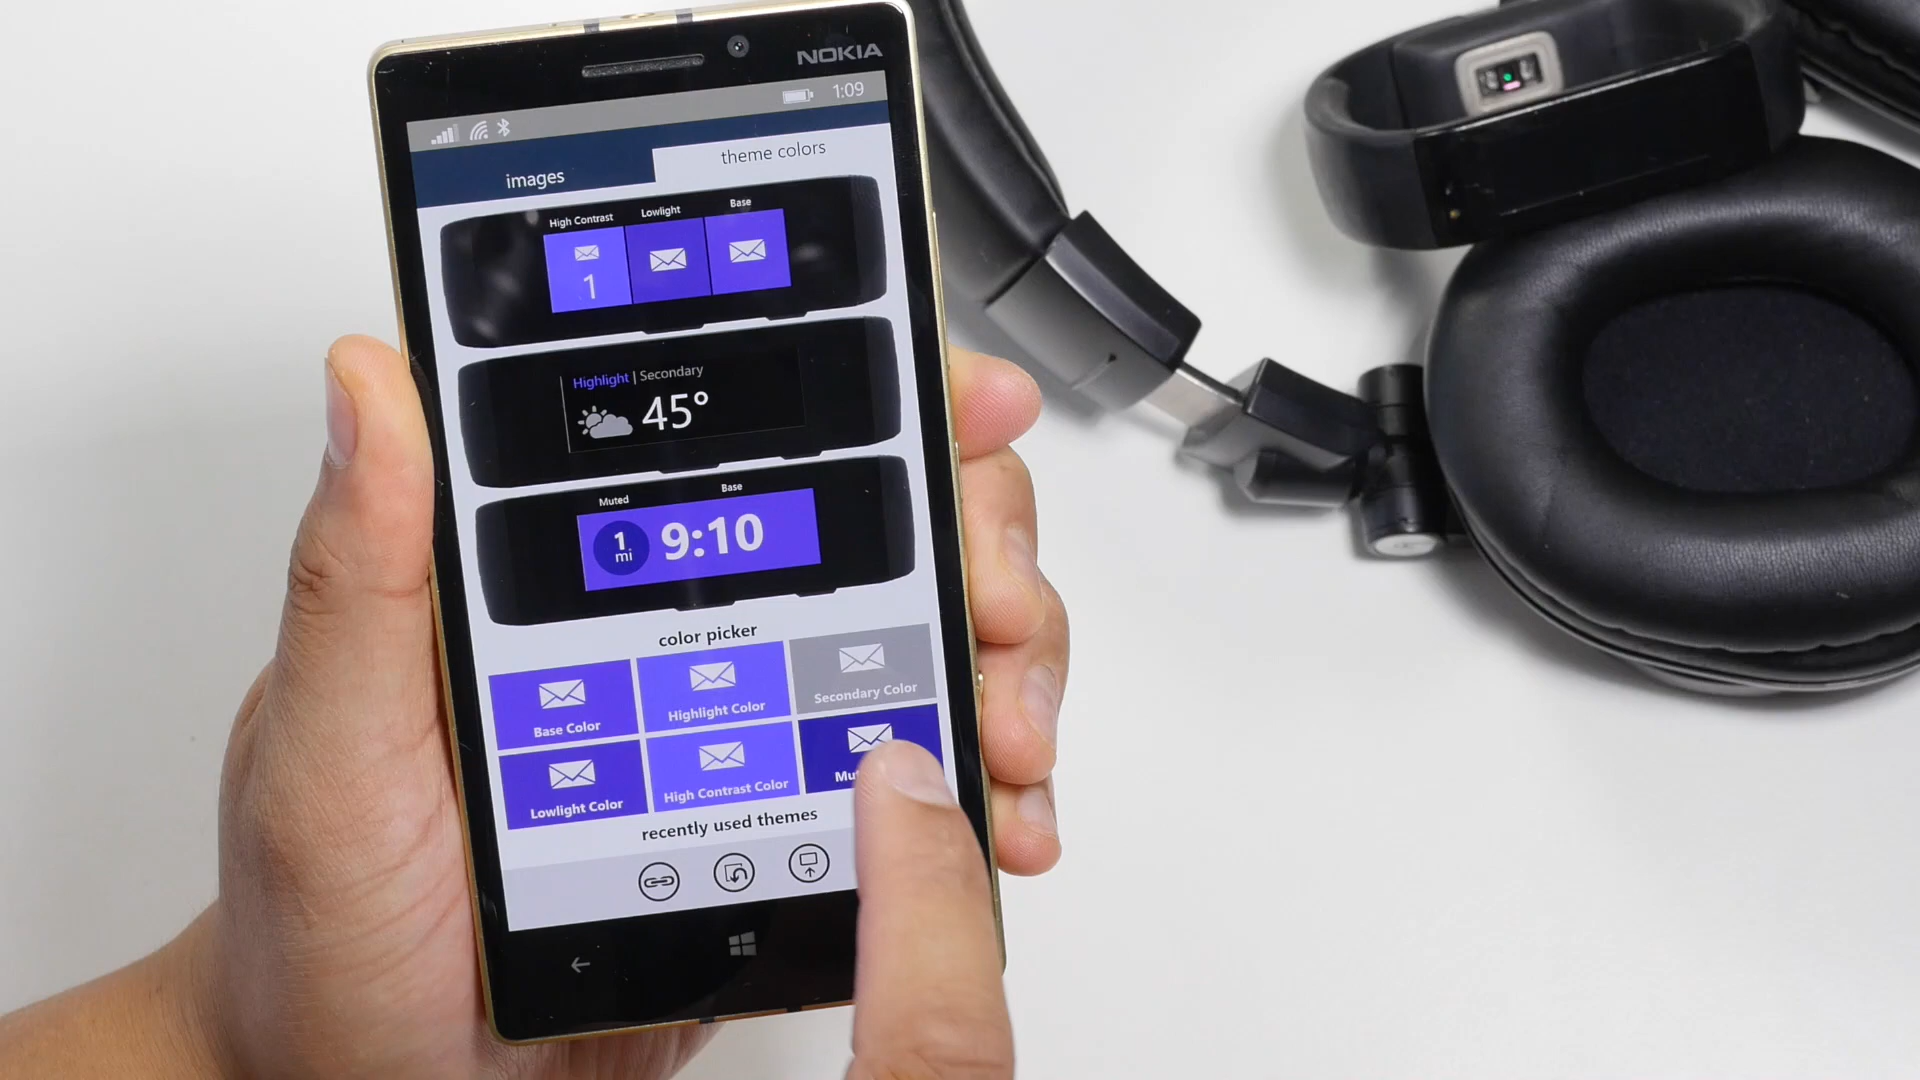 NOKIA
1:09
images
theme colors
High Contrast
Lowlight
Base
1
Highlight | Secondary
45°
Muted
Base
1
mi
9:10
color picker
Base Color
Highlight Color
Secondary Color
Lowlight Color
High Contrast Color
recently used themes